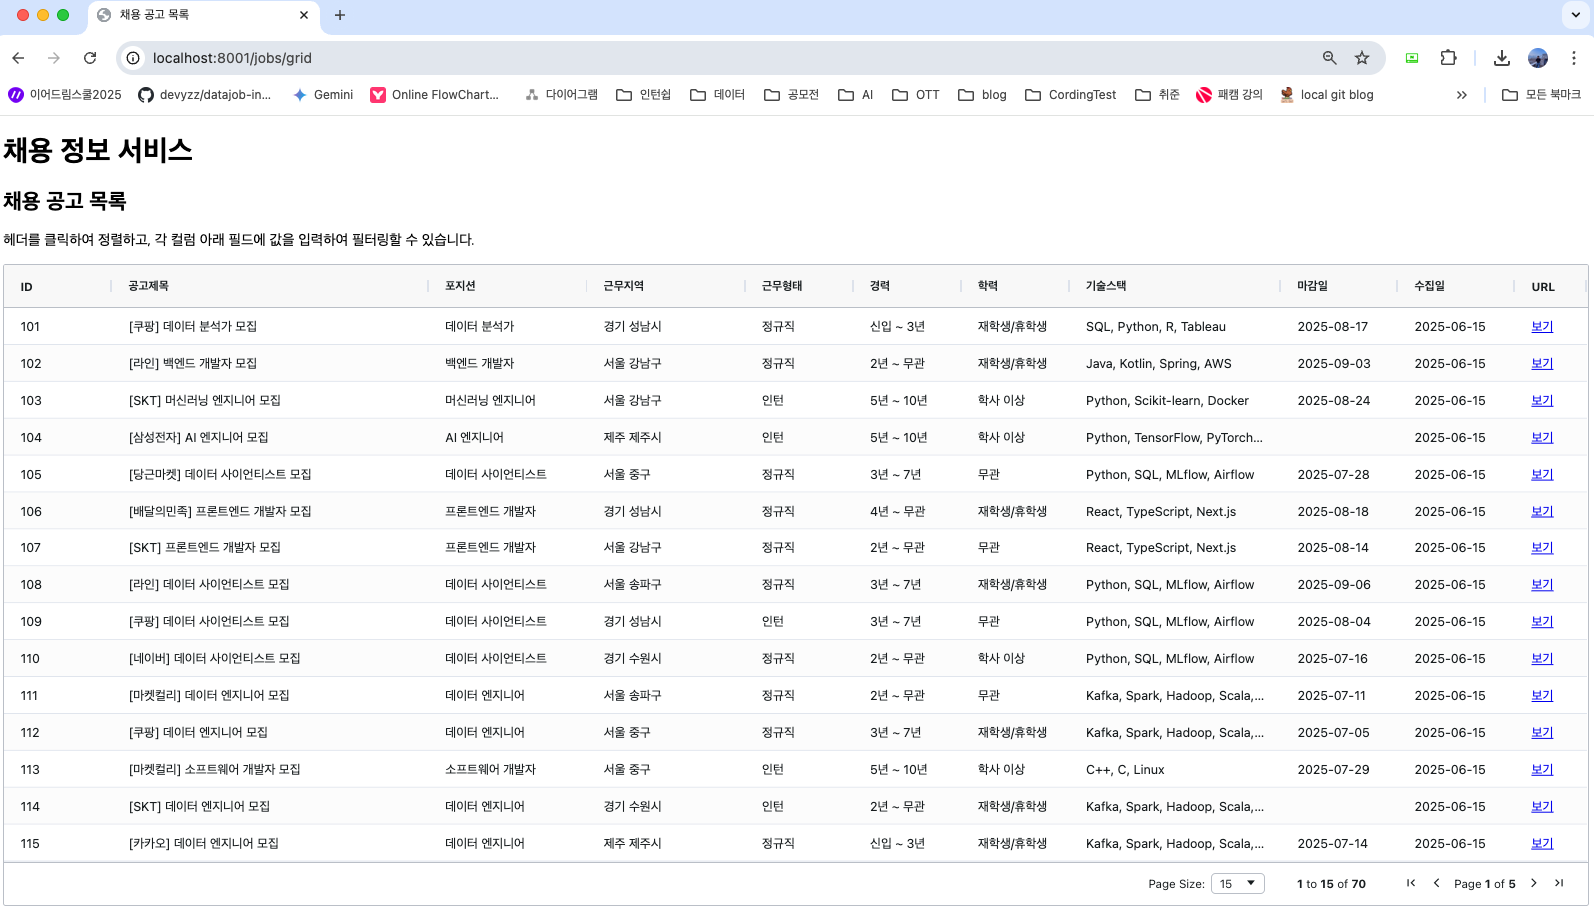 채용 공고 목록
localhost:8001/jobs/grid
이어드림스쿨2025 devyzz/datajob-in... Gemini Online FlowChart... 다이어그램 인턴쉽 데이터 공모전 AI OTT blog CordingTest 취준 패캠 강의 local git blog 모든 북마크
채용 정보 서비스
채용 공고 목록
헤더를 클릭하여 정렬하고, 각 컬럼 아래 필드에 값을 입력하여 필터링할 수 있습니다.
ID 공고제목 포지션 근무지역 근무형태 경력 학력 기술스택 마감일 수집일 URL
101 [쿠팡] 데이터 분석가 모집 데이터 분석가 경기 성남시 정규직 신입 ~ 3년 재학생/휴학생 SQL, Python, R, Tableau 2025-08-17 2025-06-15 보기
102 [라인] 백엔드 개발자 모집 백엔드 개발자 서울 강남구 정규직 2년 ~ 무관 재학생/휴학생 Java, Kotlin, Spring, AWS 2025-09-03 2025-06-15 보기
103 [SKT] 머신러닝 엔지니어 모집 머신러닝 엔지니어 서울 강남구 인턴 5년 ~ 10년 학사 이상 Python, Scikit-learn, Docker 2025-08-24 2025-06-15 보기
104 [삼성전자] AI 엔지니어 모집 AI 엔지니어 제주 제주시 인턴 5년 ~ 10년 학사 이상 Python, TensorFlow, PyTorch... 2025-06-15 보기
105 [당근마켓] 데이터 사이언티스트 모집 데이터 사이언티스트 서울 중구 정규직 3년 ~ 7년 무관 Python, SQL, MLflow, Airflow 2025-07-28 2025-06-15 보기
106 [배달의민족] 프론트엔드 개발자 모집 프론트엔드 개발자 경기 성남시 정규직 4년 ~ 무관 재학생/휴학생 React, TypeScript, Next.js 2025-08-18 2025-06-15 보기
107 [SKT] 프론트엔드 개발자 모집 프론트엔드 개발자 서울 강남구 정규직 2년 ~ 무관 무관 React, TypeScript, Next.js 2025-08-14 2025-06-15 보기
108 [라인] 데이터 사이언티스트 모집 데이터 사이언티스트 서울 송파구 정규직 3년 ~ 7년 재학생/휴학생 Python, SQL, MLflow, Airflow 2025-09-06 2025-06-15 보기
109 [쿠팡] 데이터 사이언티스트 모집 데이터 사이언티스트 경기 성남시 인턴 3년 ~ 7년 무관 Python, SQL, MLflow, Airflow 2025-08-04 2025-06-15 보기
110 [네이버] 데이터 사이언티스트 모집 데이터 사이언티스트 경기 수원시 정규직 2년 ~ 무관 학사 이상 Python, SQL, MLflow, Airflow 2025-07-16 2025-06-15 보기
111 [마켓컬리] 데이터 엔지니어 모집 데이터 엔지니어 서울 송파구 정규직 2년 ~ 무관 무관 Kafka, Spark, Hadoop, Scala,... 2025-07-11 2025-06-15 보기
112 [쿠팡] 데이터 엔지니어 모집 데이터 엔지니어 서울 중구 정규직 3년 ~ 7년 재학생/휴학생 Kafka, Spark, Hadoop, Scala,... 2025-07-05 2025-06-15 보기
113 [마켓컬리] 소프트웨어 개발자 모집 소프트웨어 개발자 서울 중구 인턴 5년 ~ 10년 학사 이상 C++, C, Linux 2025-07-29 2025-06-15 보기
114 [SKT] 데이터 엔지니어 모집 데이터 엔지니어 경기 수원시 인턴 2년 ~ 무관 재학생/휴학생 Kafka, Spark, Hadoop, Scala,... 2025-06-15 보기
115 [카카오] 데이터 엔지니어 모집 데이터 엔지니어 제주 제주시 정규직 신입 ~ 3년 재학생/휴학생 Kafka, Spark, Hadoop, Scala,... 2025-07-14 2025-06-15 보기
Page Size: 15 1 to 15 of 70 Page 1 of 5